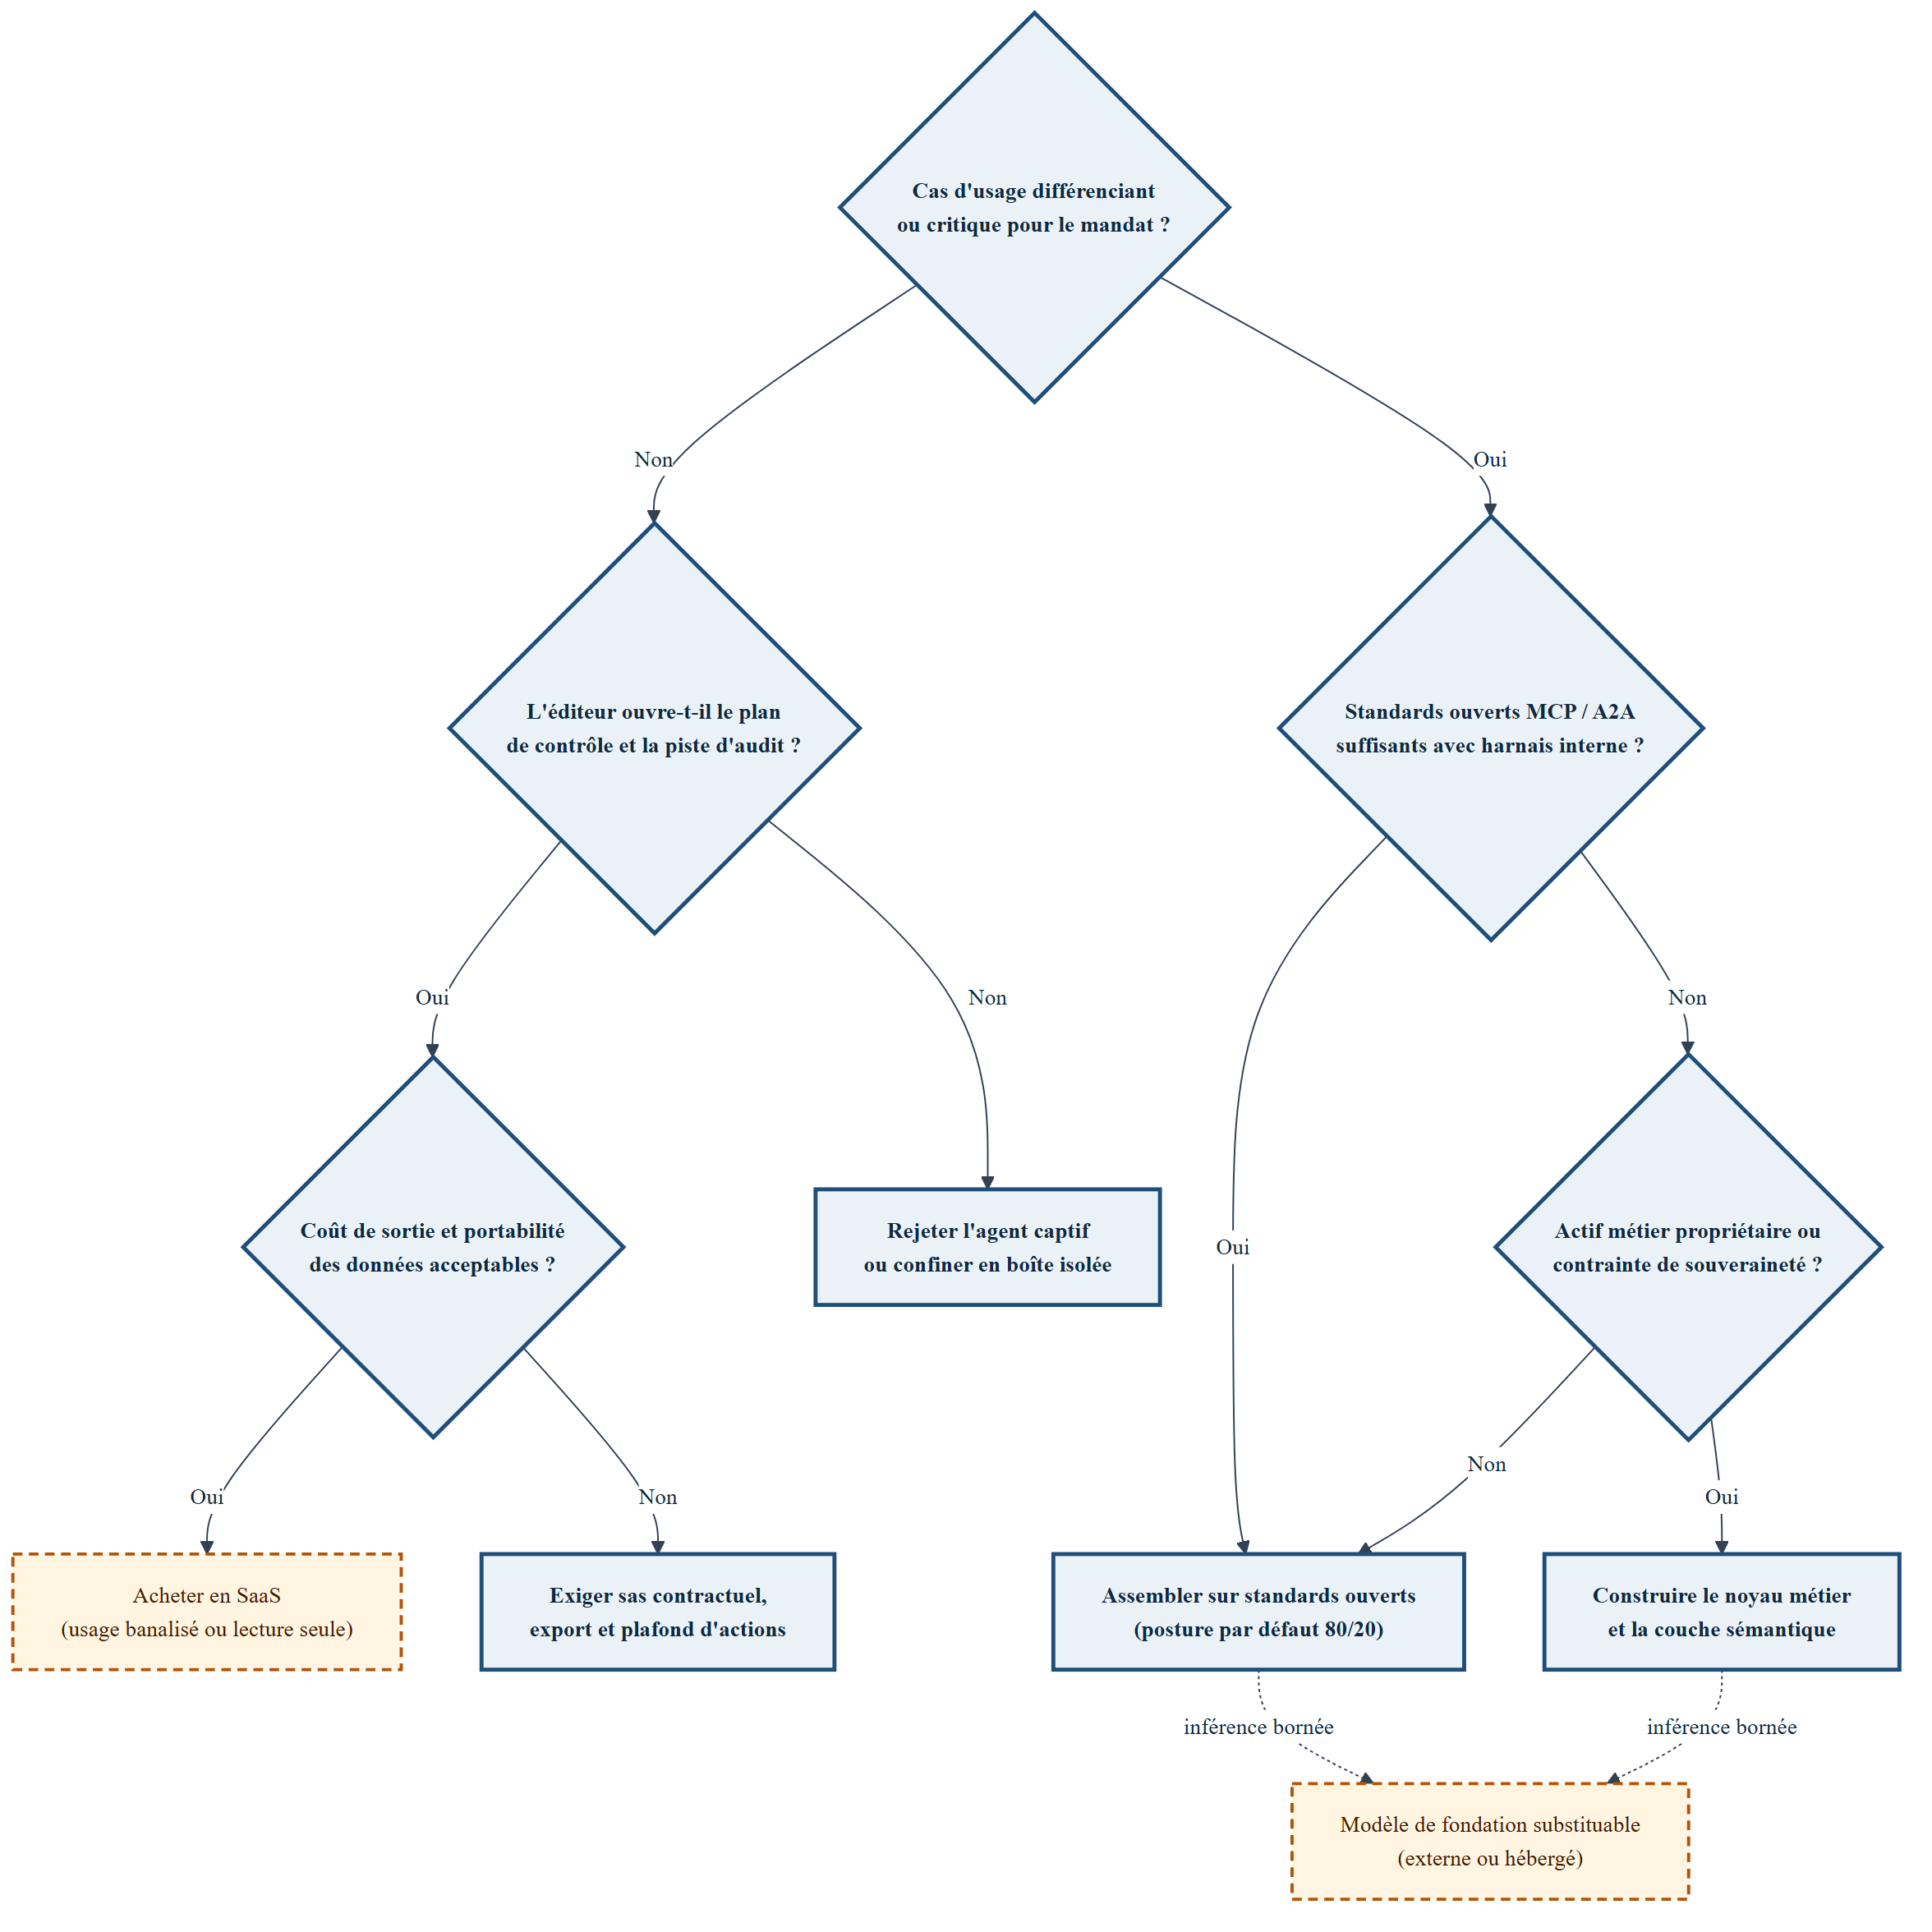 Cas d'usage différenciant
ou critique pour le mandat ?
Non
Oui
L'éditeur ouvre-t-il le plan
de contrôle et la piste d'audit ?
Standards ouverts MCP / A2A
suffisants avec harnais interne ?
Oui
Non
Non
Coût de sortie et portabilité
des données acceptables ?
Rejeter l'agent captif
ou confiner en boîte isolée
Oui
Actif métier propriétaire ou
contrainte de souveraineté ?
Oui
Non
Non
Oui
Acheter en SaaS
(usage banalisé ou lecture seule)
Exiger sas contractuel,
export et plafond d'actions
Assembler sur standards ouverts
(posture par défaut 80/20)
Construire le noyau métier
et la couche sémantique
inférence bornée
inférence bornée
Modèle de fondation substituable
(externe ou hébergé)